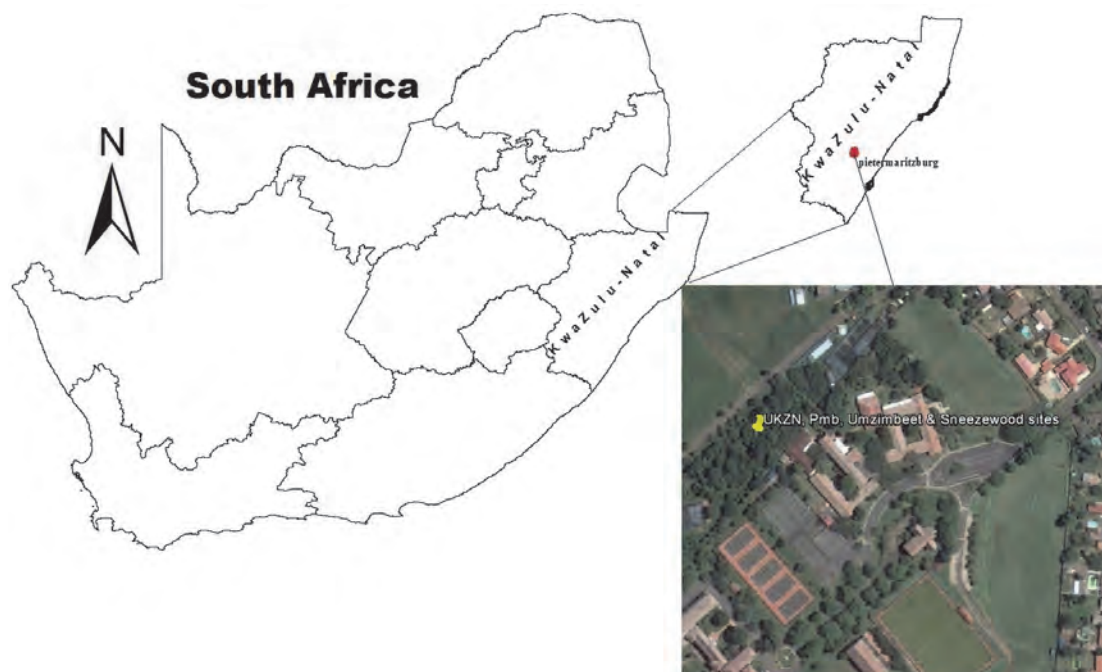 South Africa
N
KwaZulu-Natal
pietermaritzburg
KwaZulu-Natal
UKZN, Pmb, Umzimbeet & Sneezewood sites